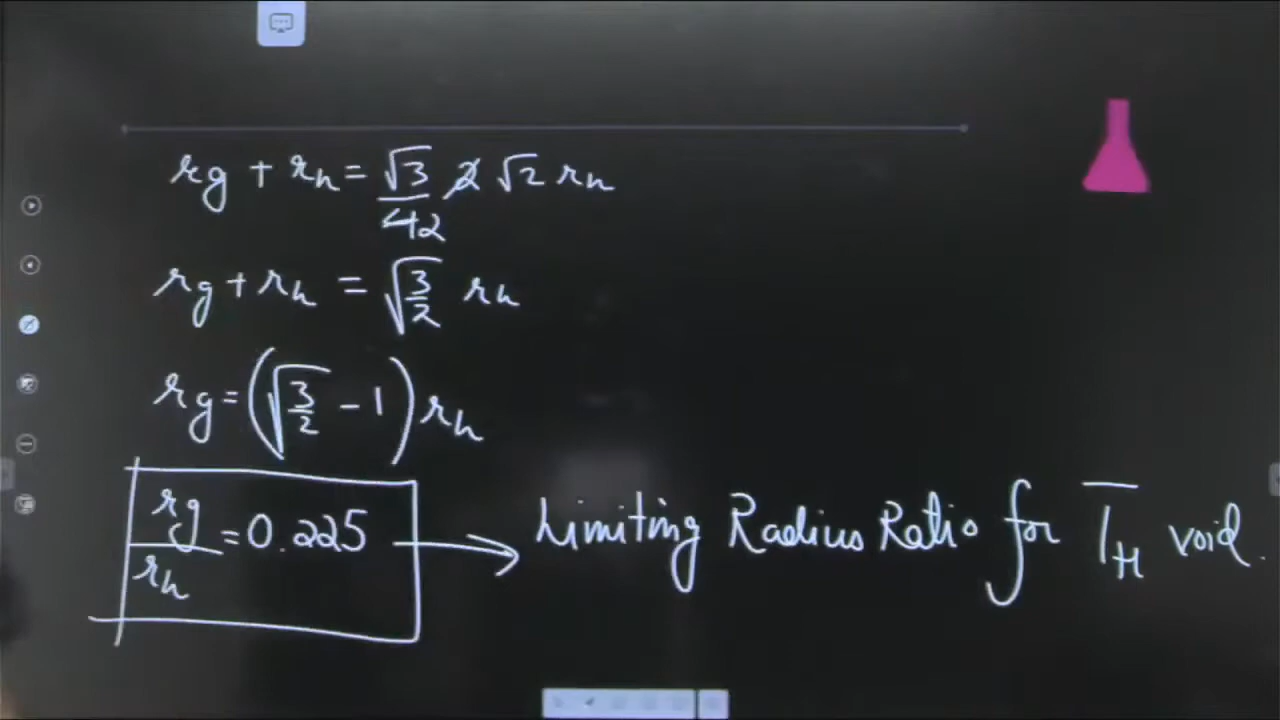 rg + rh = √3/42 2 √2 rh
rg + rh = √(3/2) rh
rg = (√(3/2) - 1) rh
rg/rh = 0.225 → Limiting Radius Ratio for TH void.